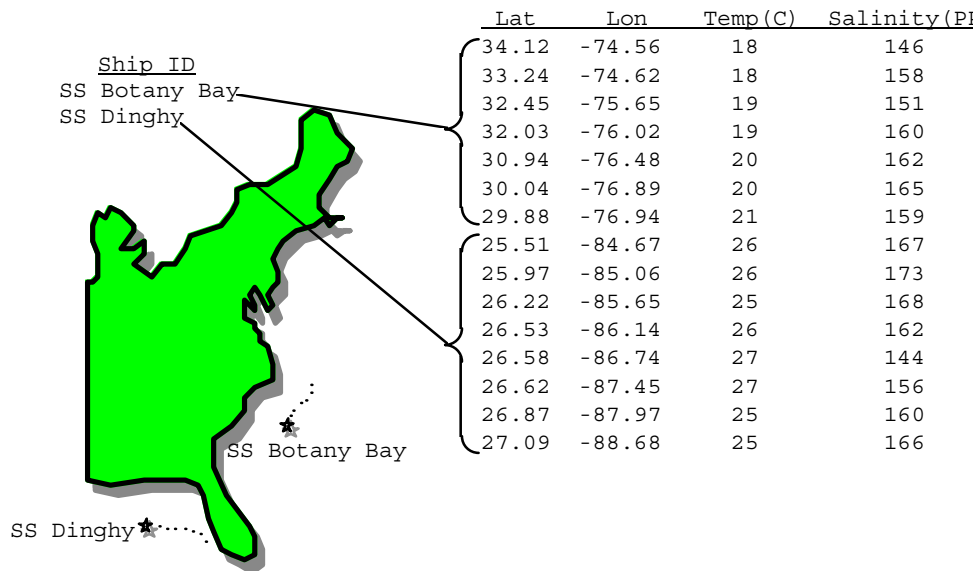 Lat Lon Temp(C) Salinity(PP
34.12 -74.56 18 146
Ship ID
33.24 -74.62 18 158
SS Botany Bay
32.45 -75.65 19 151
SS Dinghy
32.03 -76.02 19 160
30.94 -76.48 20 162
30.04 -76.89 20 165
29.88 -76.94 21 159
25.51 -84.67 26 167
25.97 -85.06 26 173
26.22 -85.65 25 168
26.53 -86.14 26 162
26.58 -86.74 27 144
26.62 -87.45 27 156
26.87 -87.97 25 160
27.09 -88.68 25 166
SS Botany Bay
SS Dinghy